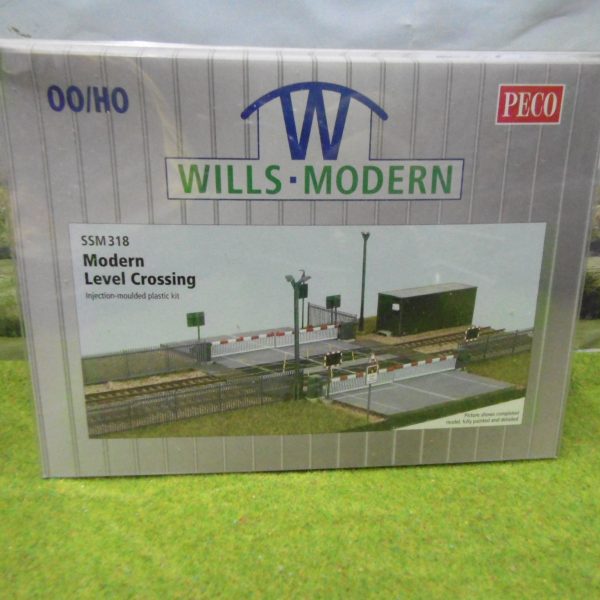 OO/HO
PECO
W
WILLS · MODERN
SSM318
Modern
Level Crossing
Injection-moulded plastic kit
Picture shows completed
model, fully painted and detailed